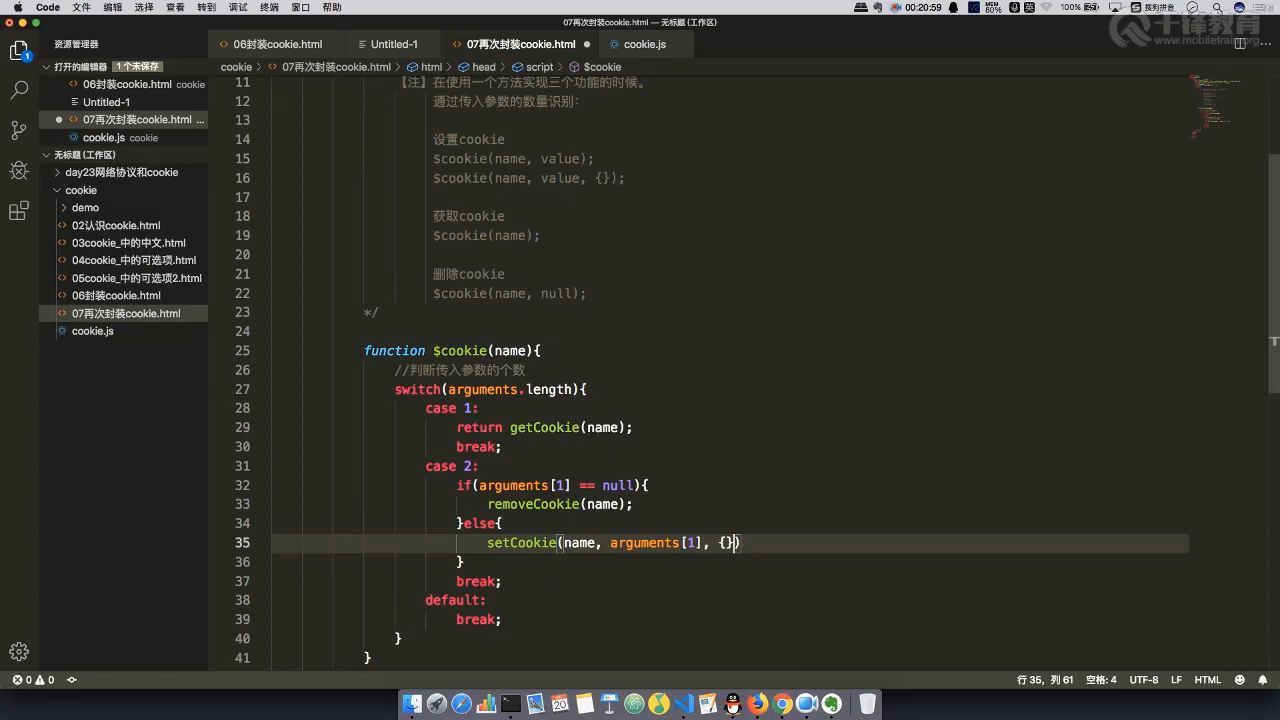 Code 文件 编辑 选择 查看 转到 调试 终端 窗口 帮助 00:20:59 MEM 80% 英 100% 搜狗拼音
07再次封装cookie.html — 无标题 (工作区)
千锋教育
www.mobiletrain.org
资源管理器
打开的编辑器 1 个未保存
06封装cookie.html cookie
Untitled-1
07再次封装cookie.html ...
cookie.js cookie
无标题 (工作区)
day23网络协议和cookie
cookie
demo
02认识cookie.html
03cookie_中的中文.html
04cookie_中的可选项.html
05cookie_中的可选项2.html
06封装cookie.html
07再次封装cookie.html
cookie.js
06封装cookie.html Untitled-1 07再次封装cookie.html cookie.js
cookie > 07再次封装cookie.html > html > head > script > $cookie
11 【注】在使用一个方法实现三个功能的时候。
12 通过传入参数的数量识别:
13
14 设置cookie
15 $cookie(name, value);
16 $cookie(name, value, {});
17
18 获取cookie
19 $cookie(name);
20
21 删除cookie
22 $cookie(name, null);
23 */
24
25 function $cookie(name){
26 //判断传入参数的个数
27 switch(arguments.length){
28 case 1:
29 return getCookie(name);
30 break;
31 case 2:
32 if(arguments[1] == null){
33 removeCookie(name);
34 }else{
35 setCookie(name, arguments[1], {})
36 }
37 break;
38 default:
39 break;
40 }
41 }
0 0 行 35, 列 61 空格: 4 UTF-8 LF HTML